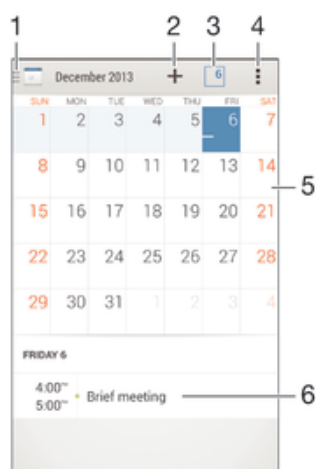 1 2 3 4
December 2013 + 6
SUN MON TUE WED THU FRI SAT
1 2 3 4 5 6 7
8 9 10 11 12 13 14
5
15 16 17 18 19 20 21
22 23 24 25 26 27 28
29 30 31 1 2 3 4
FRIDAY 6
4:00PM
Brief meeting 6
5:00PM